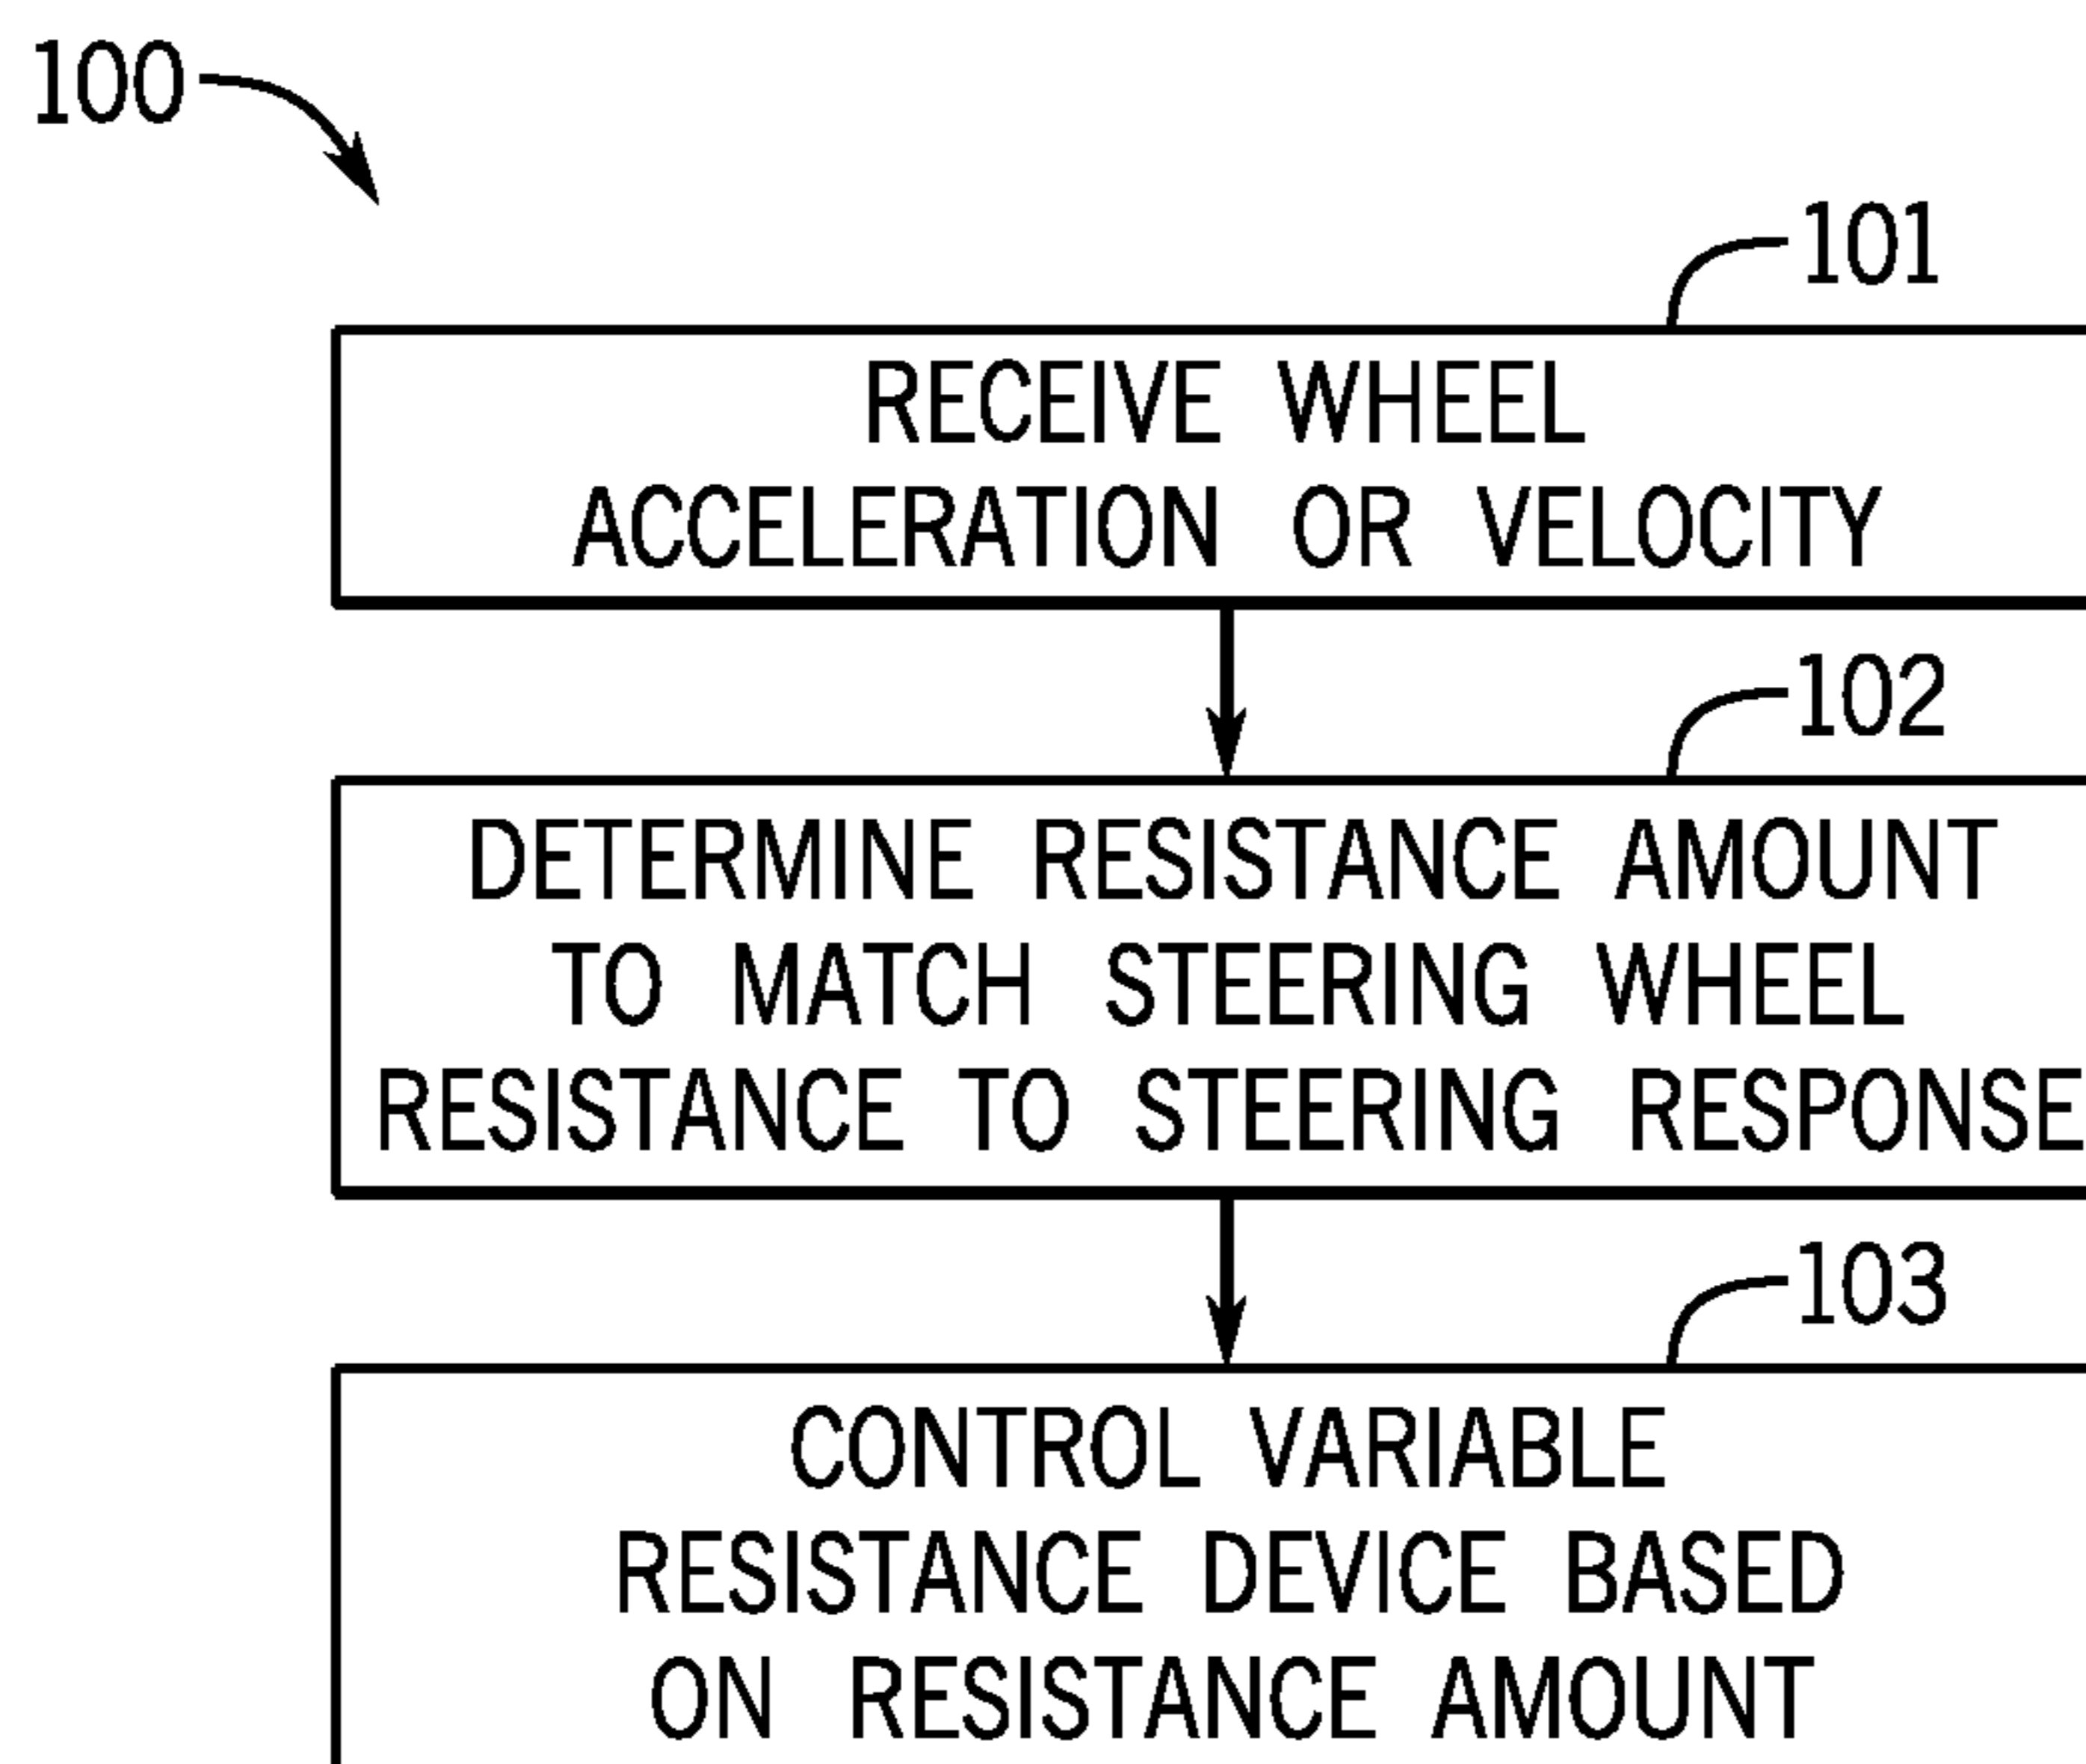 100
101
RECEIVE WHEEL
ACCELERATION OR VELOCITY
102
DETERMINE RESISTANCE AMOUNT
TO MATCH STEERING WHEEL
RESISTANCE TO STEERING RESPONSE
103
CONTROL VARIABLE
RESISTANCE DEVICE BASED
ON RESISTANCE AMOUNT